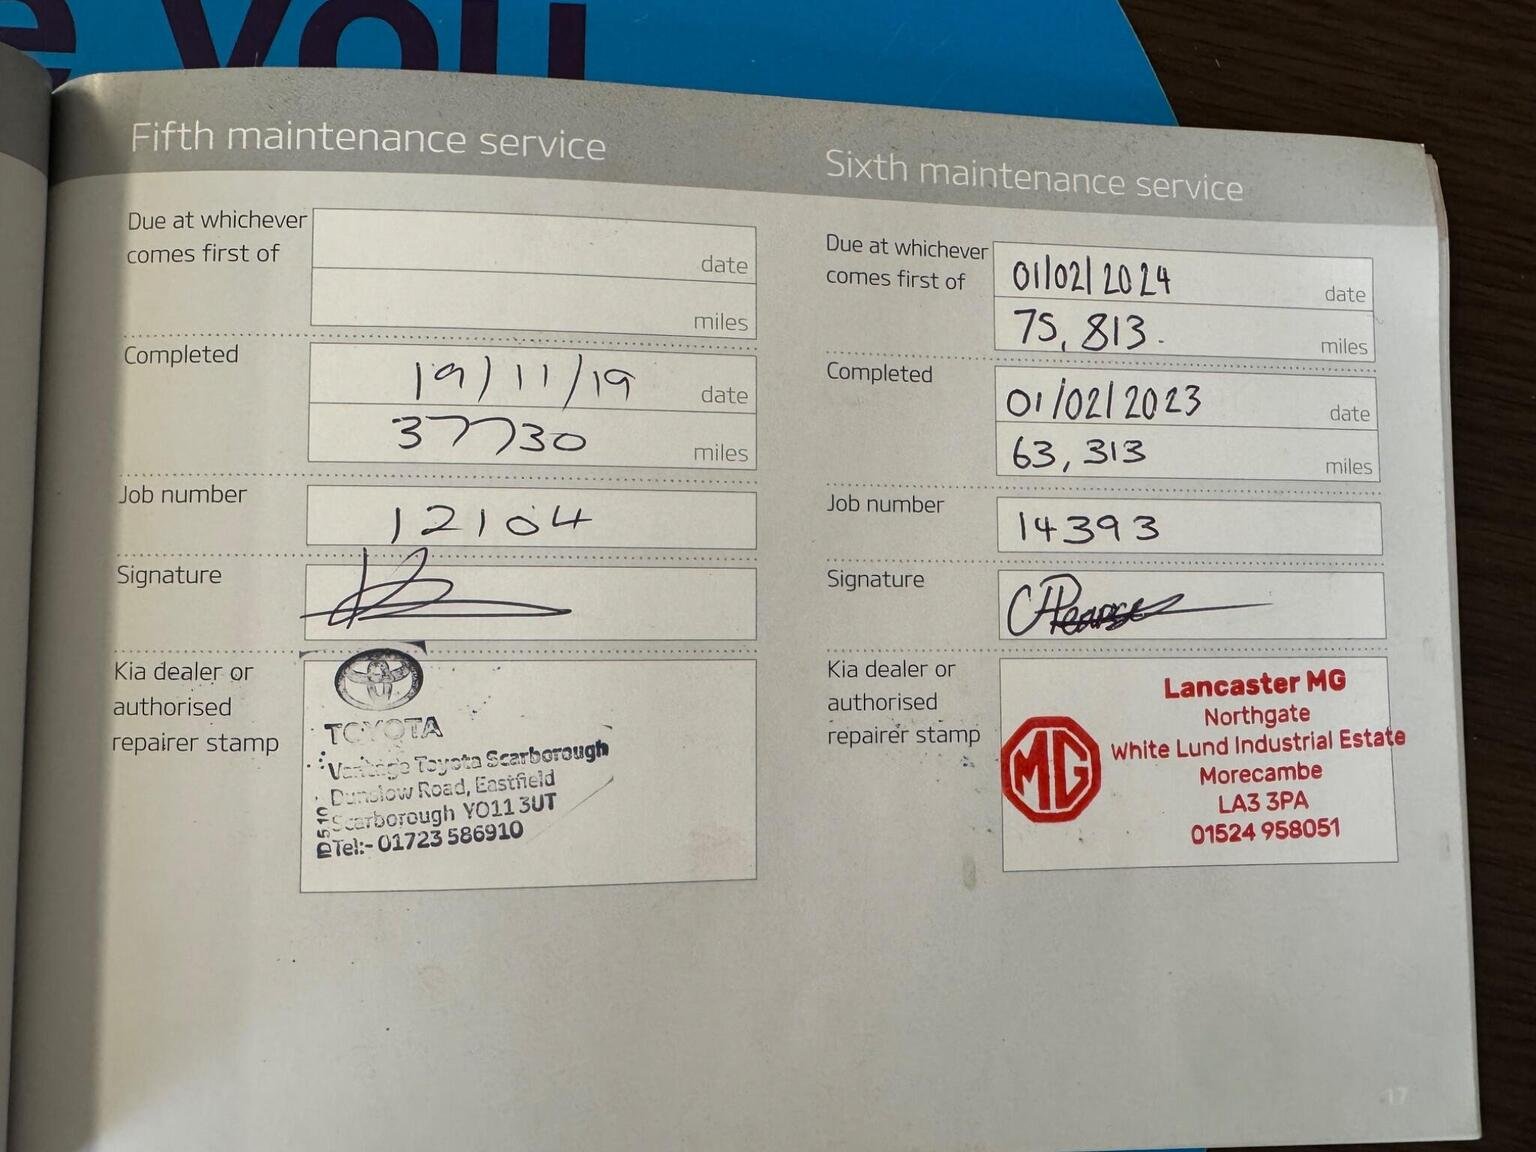 e you
Fifth maintenance service
Due at whichever
comes first of
date
miles
Completed
19/11/19
date
37730
miles
Job number
12104
Signature
Kia dealer or
authorised
repairer stamp
TOYOTA
Vantage Toyota Scarborough
Dunslow Road, Eastfield
Scarborough YO11 3UT
Tel:- 01723 586910
Sixth maintenance service
Due at whichever
comes first of
01/02/2024
date
75,813.
miles
Completed
01/02/2023
date
63,313
miles
Job number
14393
Signature
Kia dealer or
authorised
repairer stamp
MG
Lancaster MG
Northgate
White Lund Industrial Estate
Morecambe
LA3 3PA
01524 958051
17